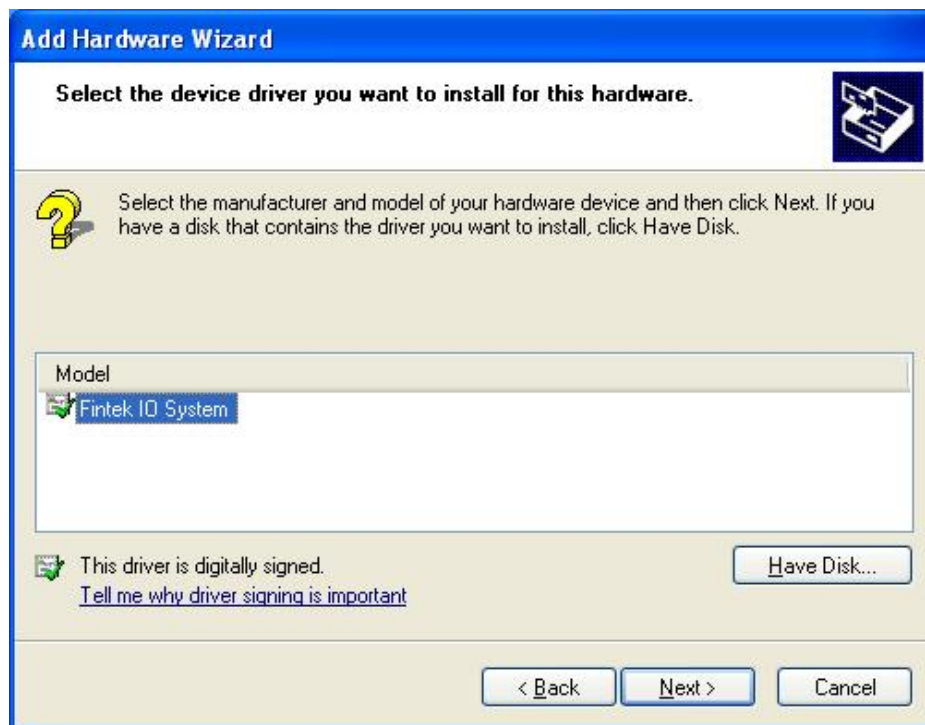 Add Hardware Wizard
Select the device driver you want to install for this hardware.
Select the manufacturer and model of your hardware device and then click Next. If you
have a disk that contains the driver you want to install, click Have Disk.
Model
Fintek IO System
This driver is digitally signed.
Have Disk...
Tell me why driver signing is important
< Back
Next >
Cancel